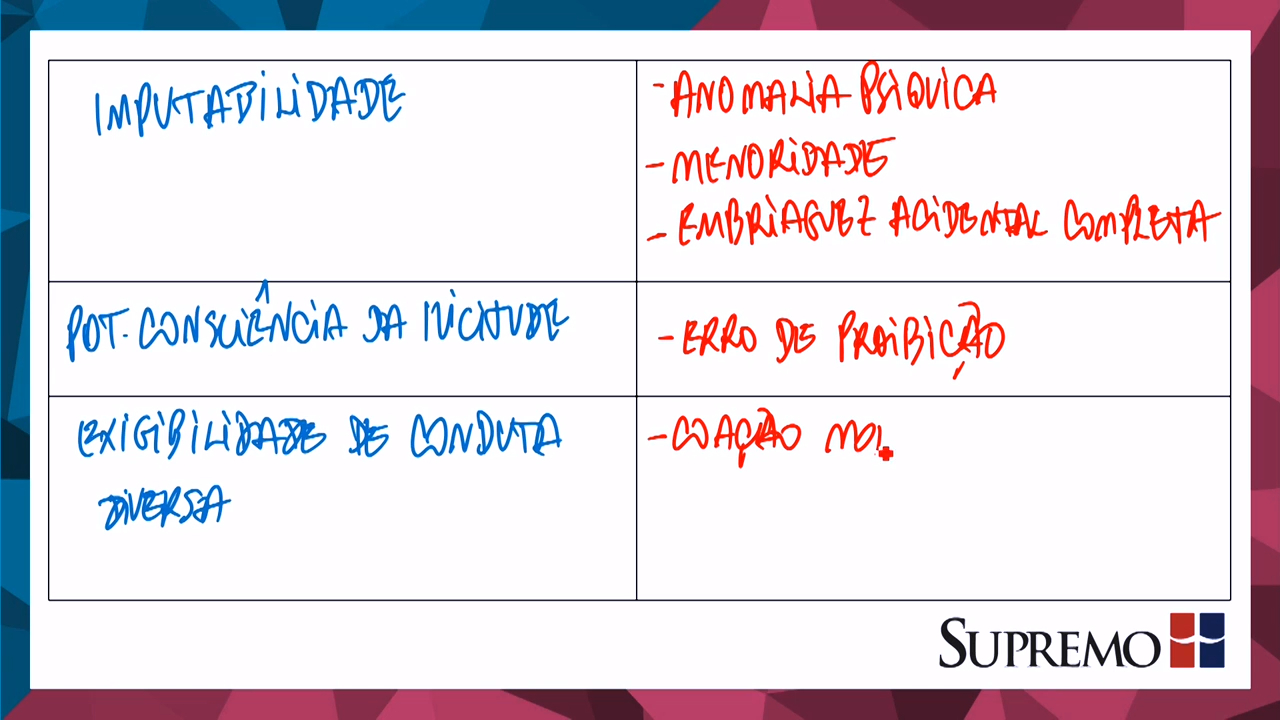 IMPUTABILIDADE
- ANOMALIA PSÍQUICA
- MENORIDADE
- EMBRIAGUEZ ACIDENTAL COMPLETA
POT. CONSCIÊNCIA DA ILICITUDE
- ERRO DE PROIBIÇÃO
EXIGIBILIDADE DE CONDUTA
DIVERSA
- COAÇÃO MO
SUPREMO